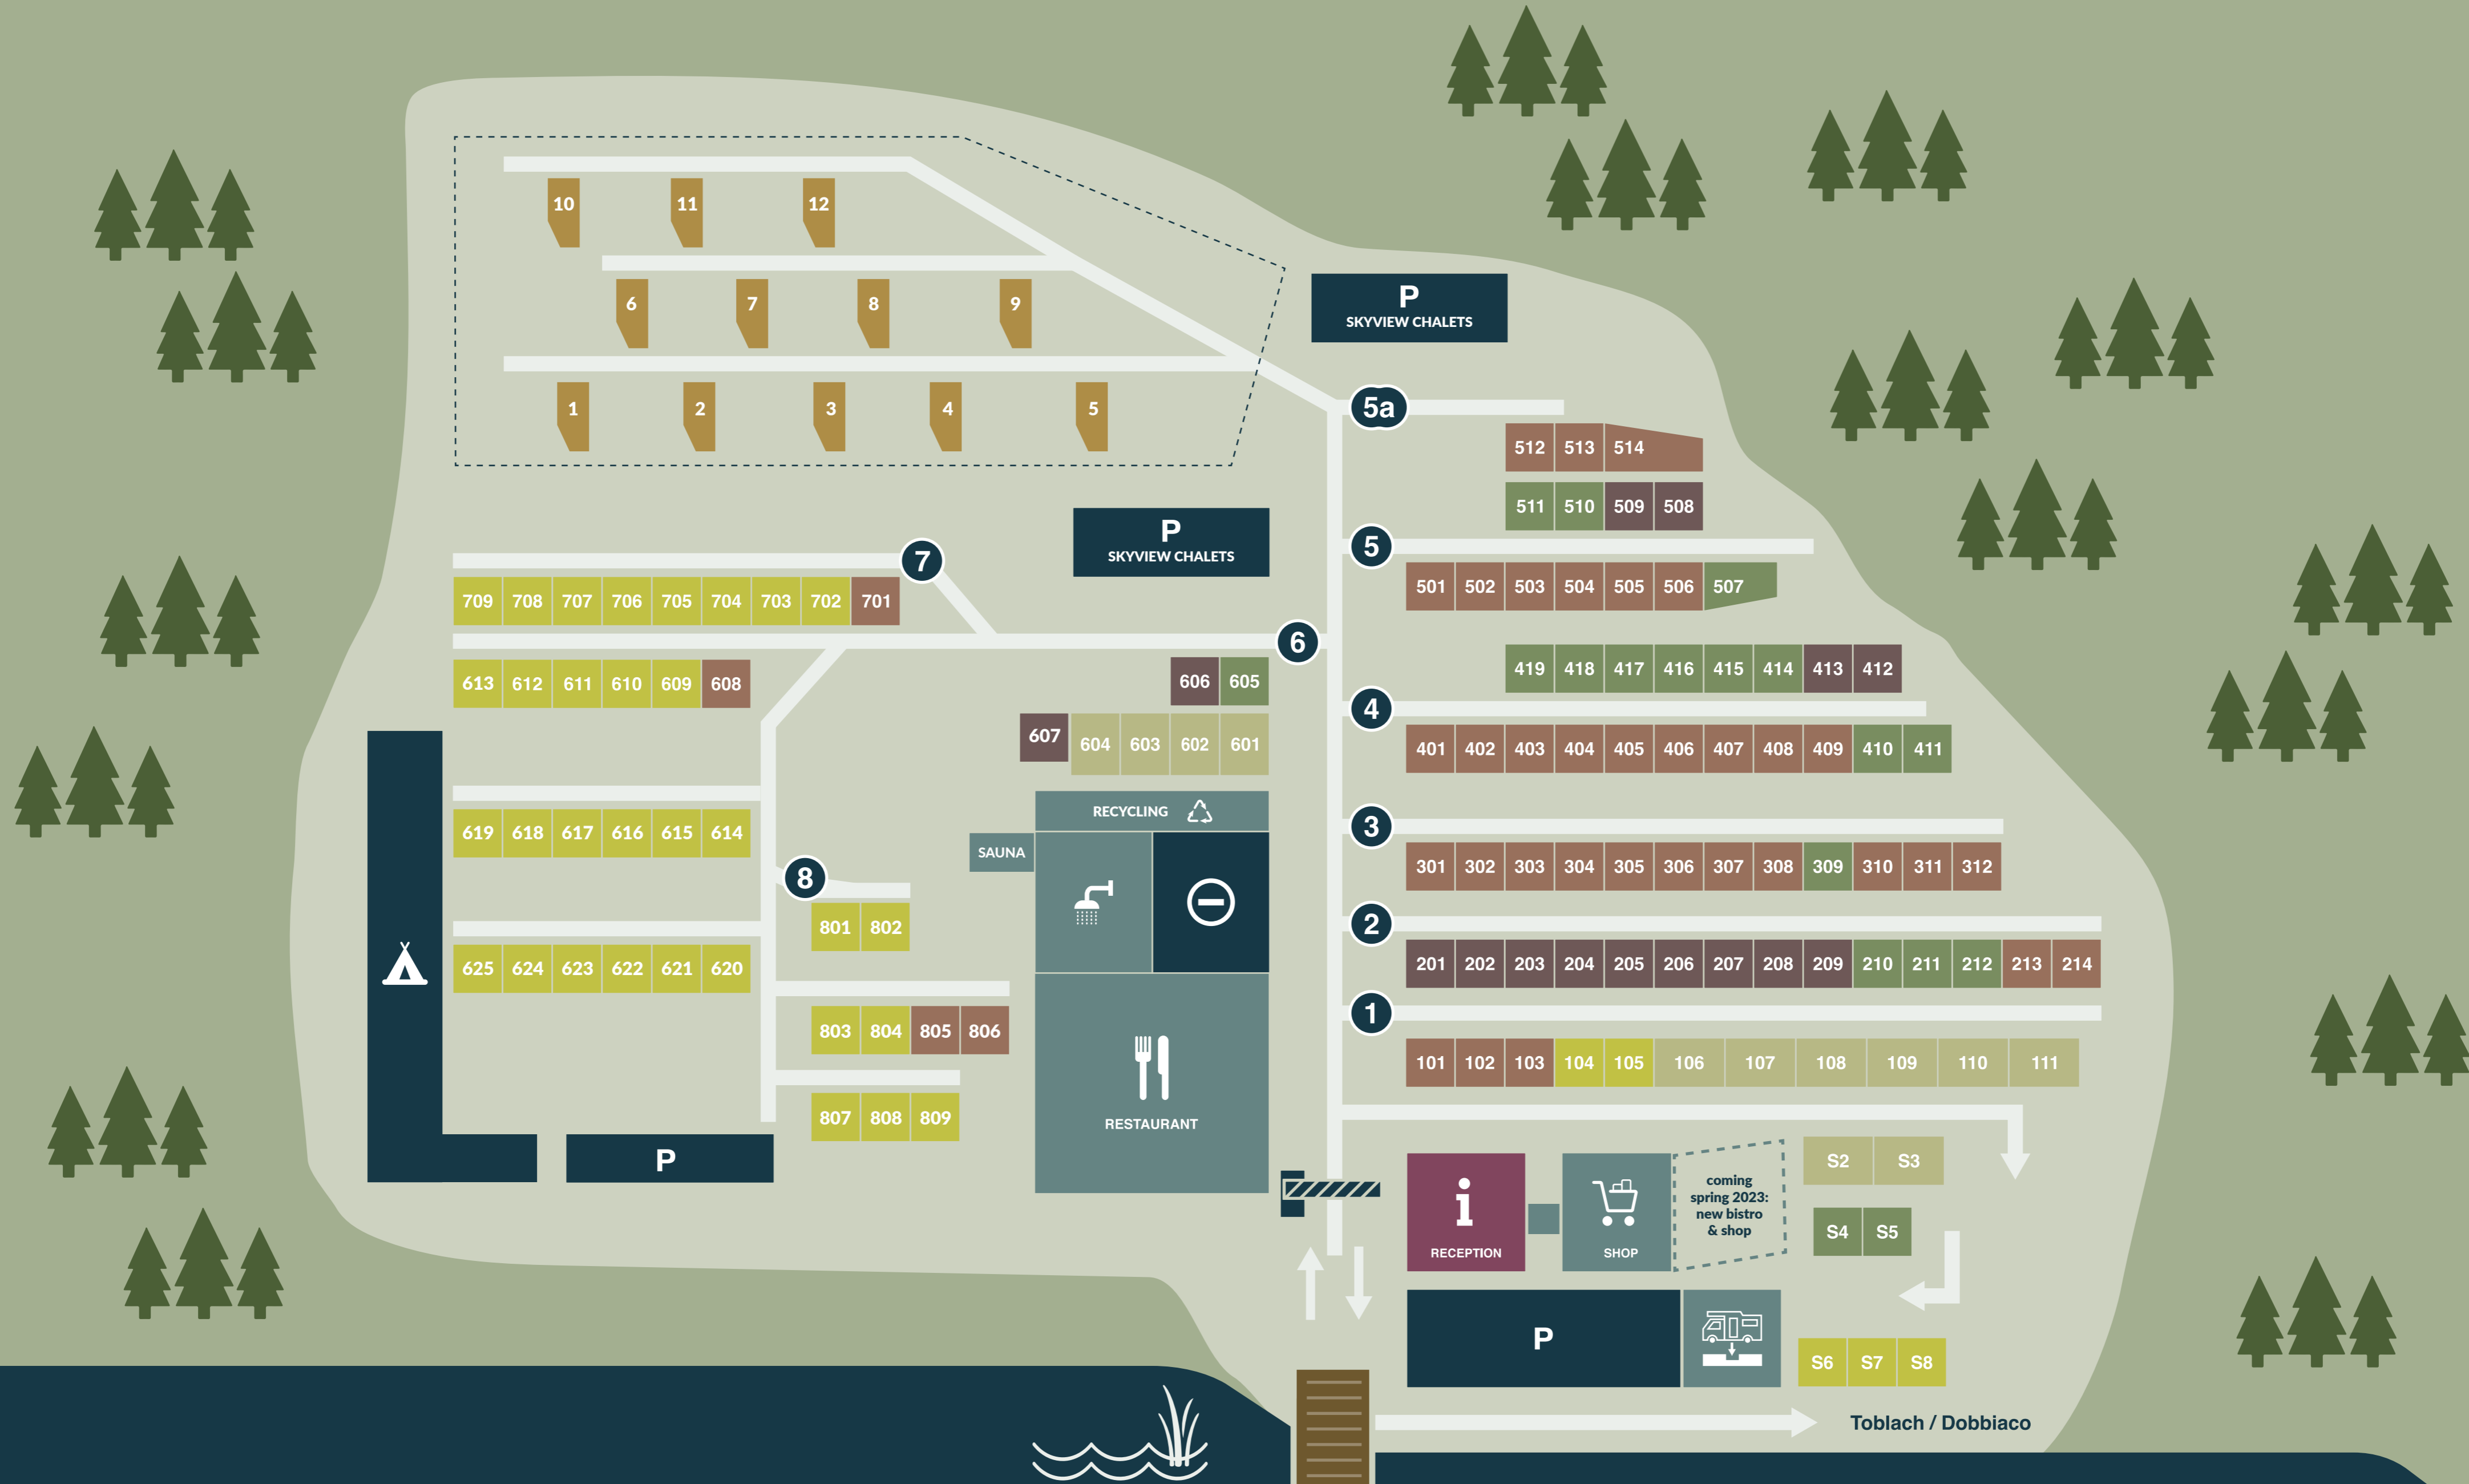 10 11 12
6 7 8 9
P
SKYVIEW CHALETS
1 2 3 4 5
5a
512 513 514
511 510 509 508
P
SKYVIEW CHALETS
5
7
501 502 503 504 505 506 507
709 708 707 706 705 704 703 702 701
6
419 418 417 416 415 414 413 412
613 612 611 610 609 608
606 605
4
607 604 603 602 601
401 402 403 404 405 406 407 408 409 410 411
RECYCLING
3
619 618 617 616 615 614
SAUNA
301 302 303 304 305 306 307 308 309 310 311 312
8
2
801 802
625 624 623 622 621 620
201 202 203 204 205 206 207 208 209 210 211 212 213 214
1
803 804 805 806
101 102 103 104 105 106 107 108 109 110 111
807 808 809
RESTAURANT
P
i
RECEPTION
SHOP
coming
spring 2023:
new bistro
& shop
S2 S3
S4 S5
P
S6 S7 S8
Toblach / Dobbiaco